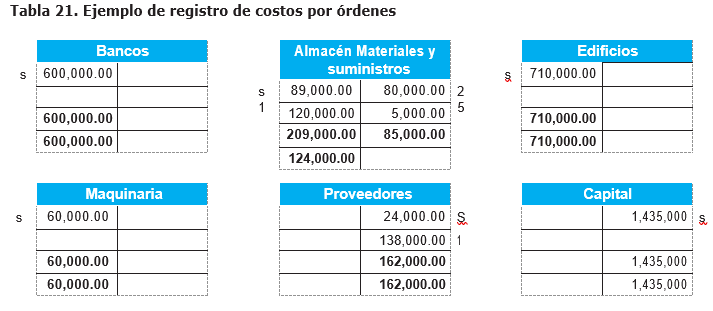 Tabla 21. Ejemplo de registro de costos por órdenes
Bancos
s 600,000.00
600,000.00
600,000.00
Almacén Materiales y
suministros
s 89,000.00 80,000.00 2
1 120,000.00 5,000.00 5
209,000.00 85,000.00
124,000.00
Edificios
s 710,000.00
710,000.00
710,000.00
Maquinaria
s 60,000.00
60,000.00
60,000.00
Proveedores
24,000.00 S
138,000.00 1
162,000.00
162,000.00
Capital
1,435,000 s
1,435,000
1,435,000